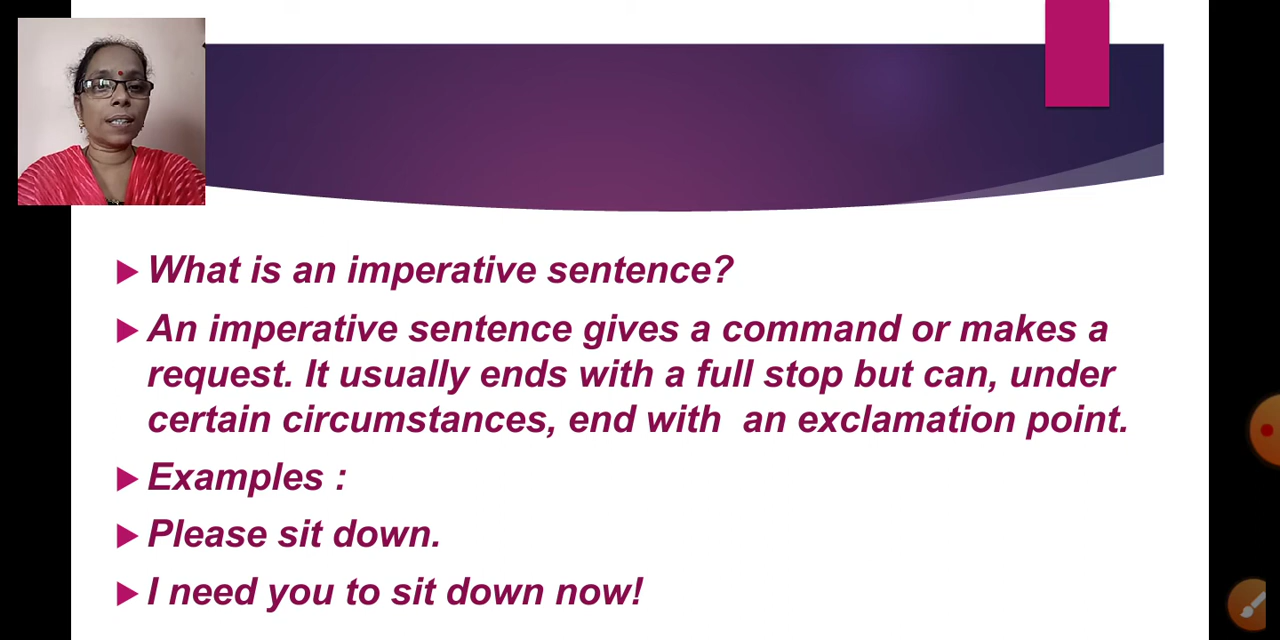 What is an imperative sentence?
An imperative sentence gives a command or makes a
request. It usually ends with a full stop but can, under
certain circumstances, end with an exclamation point.
Examples :
Please sit down.
I need you to sit down now!